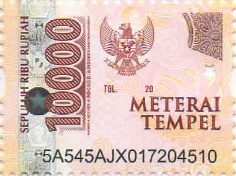 SEPULUH RIBU RUPIAH
10000
TGL. 20
METERAI
TEMPEL
5A545AJX017204510